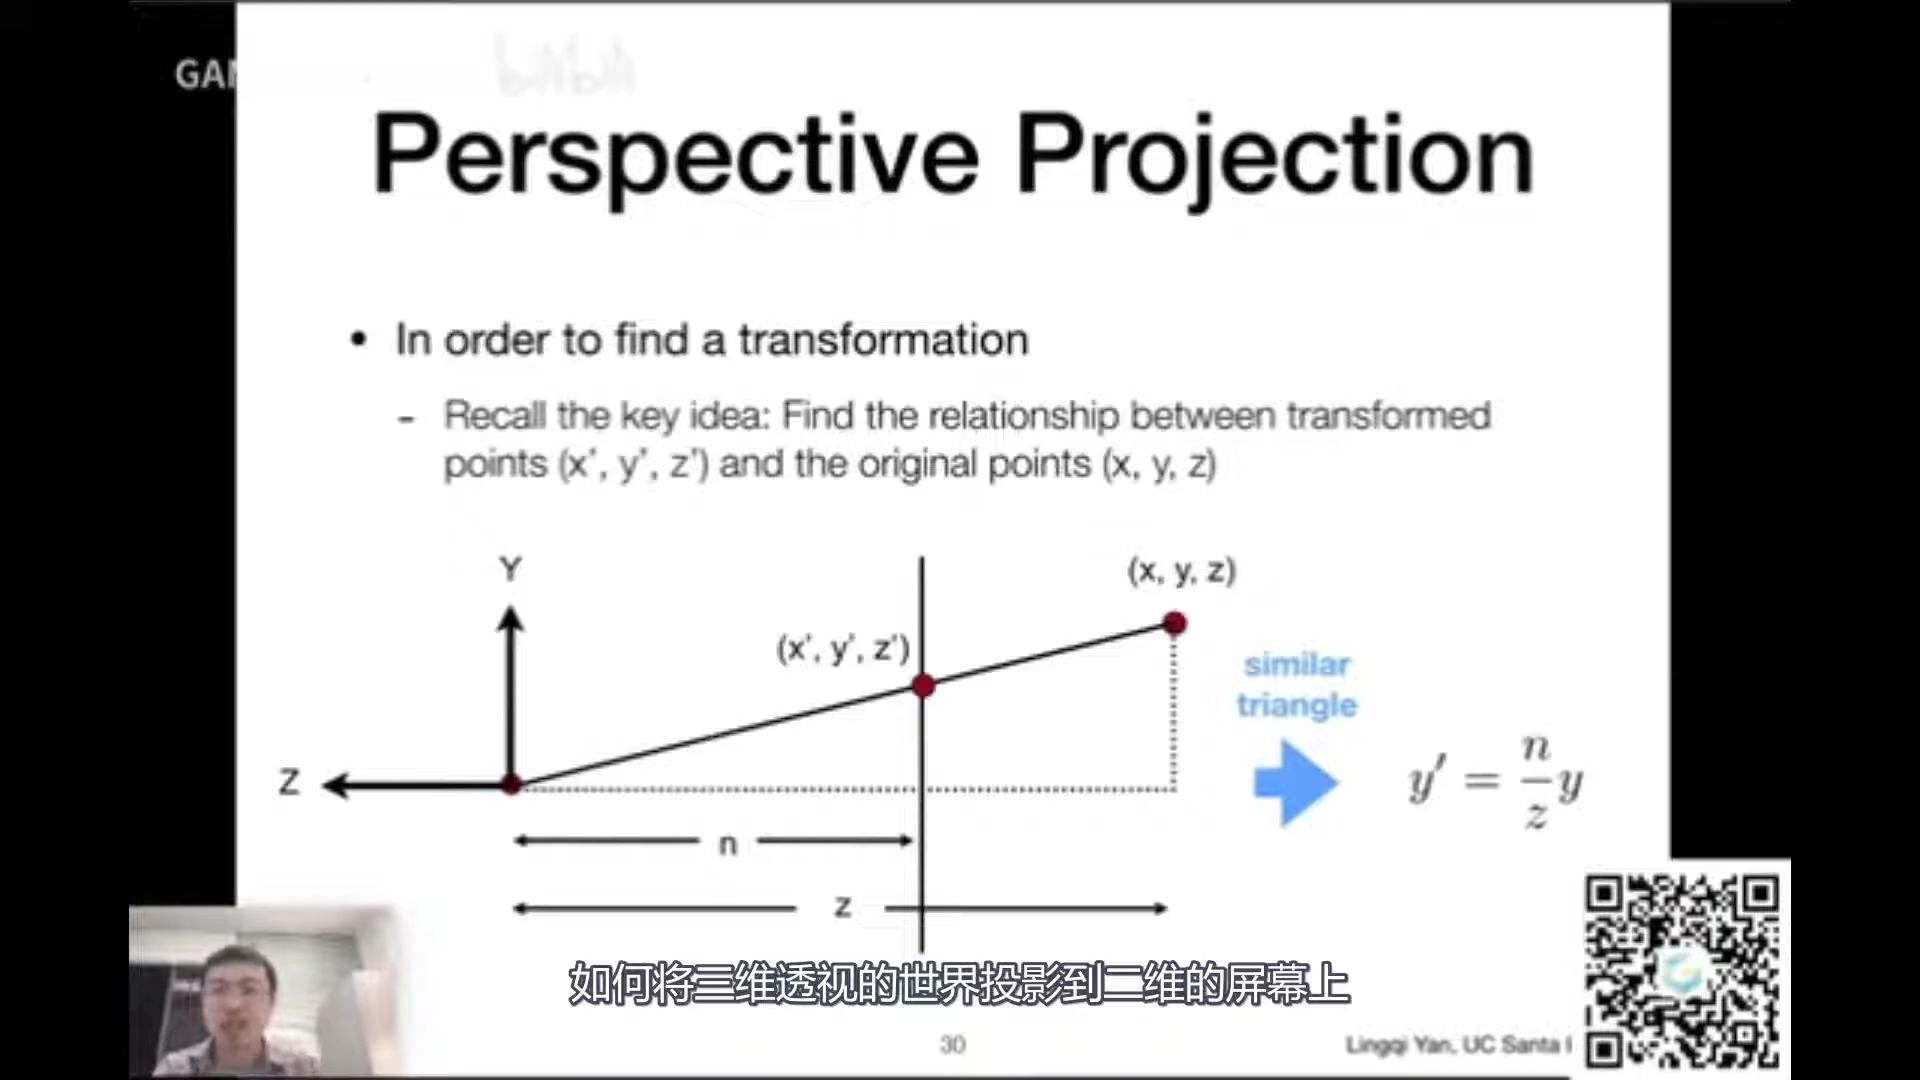 GAM
bilibili
Perspective Projection
• In order to find a transformation
- Recall the key idea: Find the relationship between transformed
points (x’, y’, z’) and the original points (x, y, z)
Y
(x, y, z)
(x’, y’, z’)
similar
triangle
Z
y′ = n/z y
n
z
如何将三维透视的世界投影到二维的屏幕上
30
Lingqi Yan, UC Santa